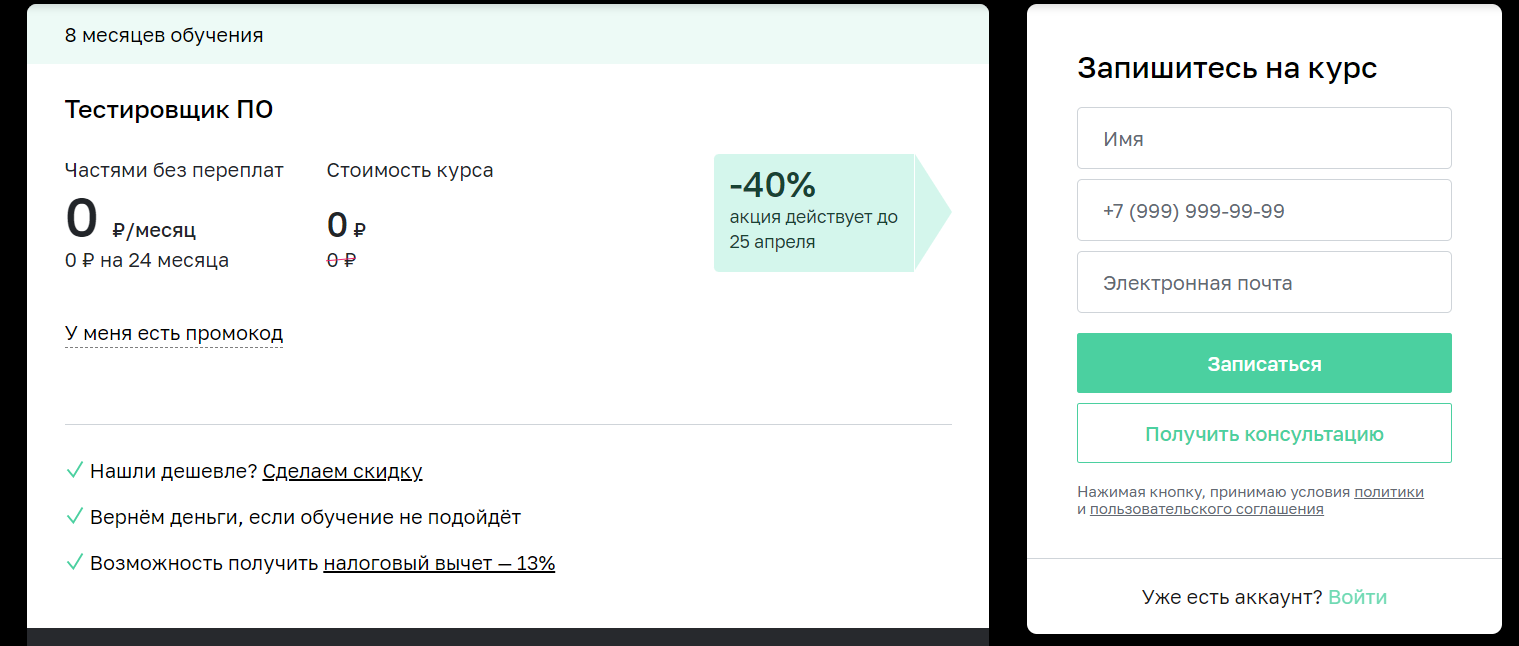 8 месяцев обучения
Тестировщик ПО
Частями без переплат
0 ₽/месяц
0 ₽ на 24 месяца
Стоимость курса
0 ₽
0 ₽
-40%
акция действует до
25 апреля
У меня есть промокод
Нашли дешевле? Сделаем скидку
Вернём деньги, если обучение не подойдёт
Возможность получить налоговый вычет — 13%
Запишитесь на курс
Имя
+7 (999) 999-99-99
Электронная почта
Записаться
Получить консультацию
Нажимая кнопку, принимаю условия политики
и пользовательского соглашения
Уже есть аккаунт? Войти